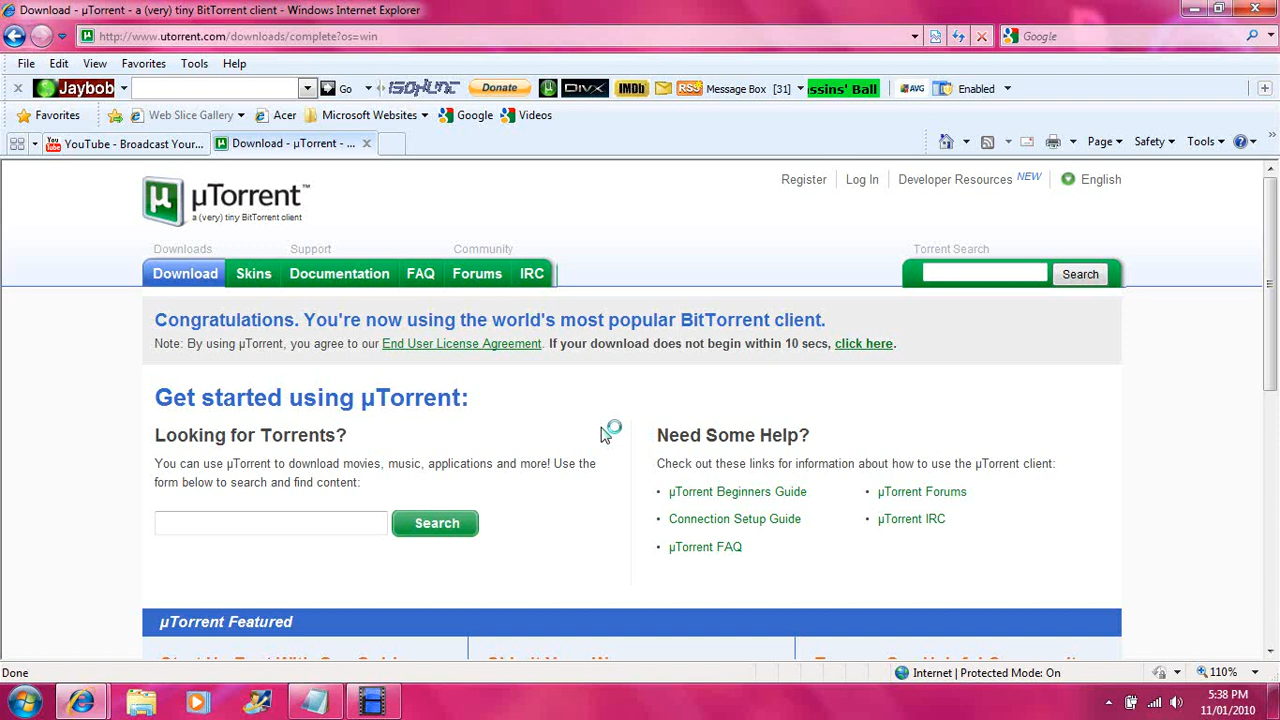 Download - µTorrent - a (very) tiny BitTorrent client - Windows Internet Explorer
http://www.utorrent.com/downloads/complete?os=win
Google
File Edit View Favorites Tools Help
Jaybob Go ISOHUNT Donate DIVX IMDb RSS Message Box [31] ssins' Ball AVG Enabled
Favorites Web Slice Gallery Acer Microsoft Websites Google Videos
You Tube YouTube - Broadcast Your... Download - µTorrent - ... Page Safety Tools
Register Log In Developer Resources NEW English
µTorrent™
a (very) tiny BitTorrent client
Downloads Support Community Torrent Search
Download Skins Documentation FAQ Forums IRC Search
Congratulations. You're now using the world's most popular BitTorrent client.
Note: By using µTorrent, you agree to our End User License Agreement. If your download does not begin within 10 secs, click here.
Get started using µTorrent:
Looking for Torrents?
You can use µTorrent to download movies, music, applications and more! Use the
form below to search and find content:
Search
Need Some Help?
Check out these links for information about how to use the µTorrent client:
• µTorrent Beginners Guide • µTorrent Forums
• Connection Setup Guide • µTorrent IRC
• µTorrent FAQ
µTorrent Featured
Done Internet | Protected Mode: On 110%
5:38 PM
11/01/2010